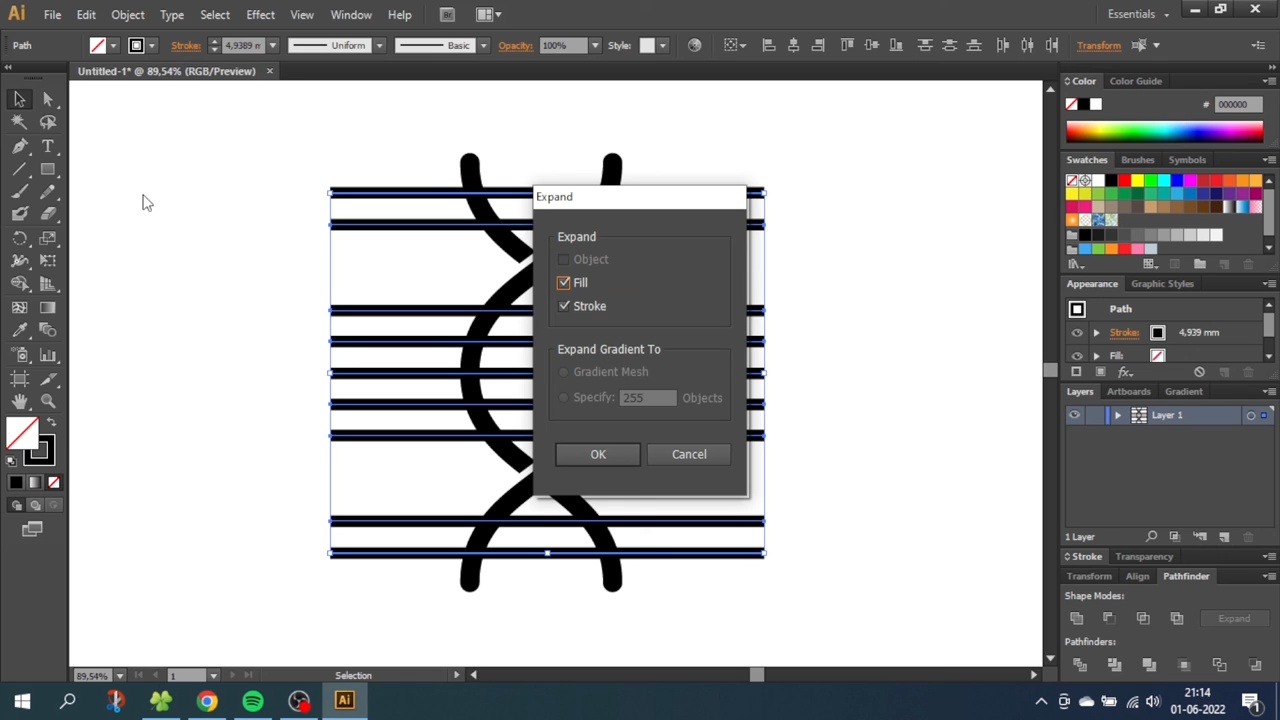 Ai File Edit Object Type Select Effect View Window Help Br Essentials
Path Stroke: 4,9389 m Uniform Basic Opacity: 100% Style: Transform
Untitled-1* @ 89,54% (RGB/Preview)
Color Color Guide
# 000000
Swatches Brushes Symbols
Expand
Expand
Object
Fill
Stroke
Expand Gradient To
Gradient Mesh
Specify: 255 Objects
OK Cancel
Appearance Graphic Styles
Path
Stroke: 4,939 mm
Fill:
Layers Artboards Gradient
Layer 1
1 Layer
Stroke Transparency
Transform Align Pathfinder
Shape Modes:
Expand
Pathfinders:
89,54% 1 Selection
Ai
21:14
01-06-2022
1